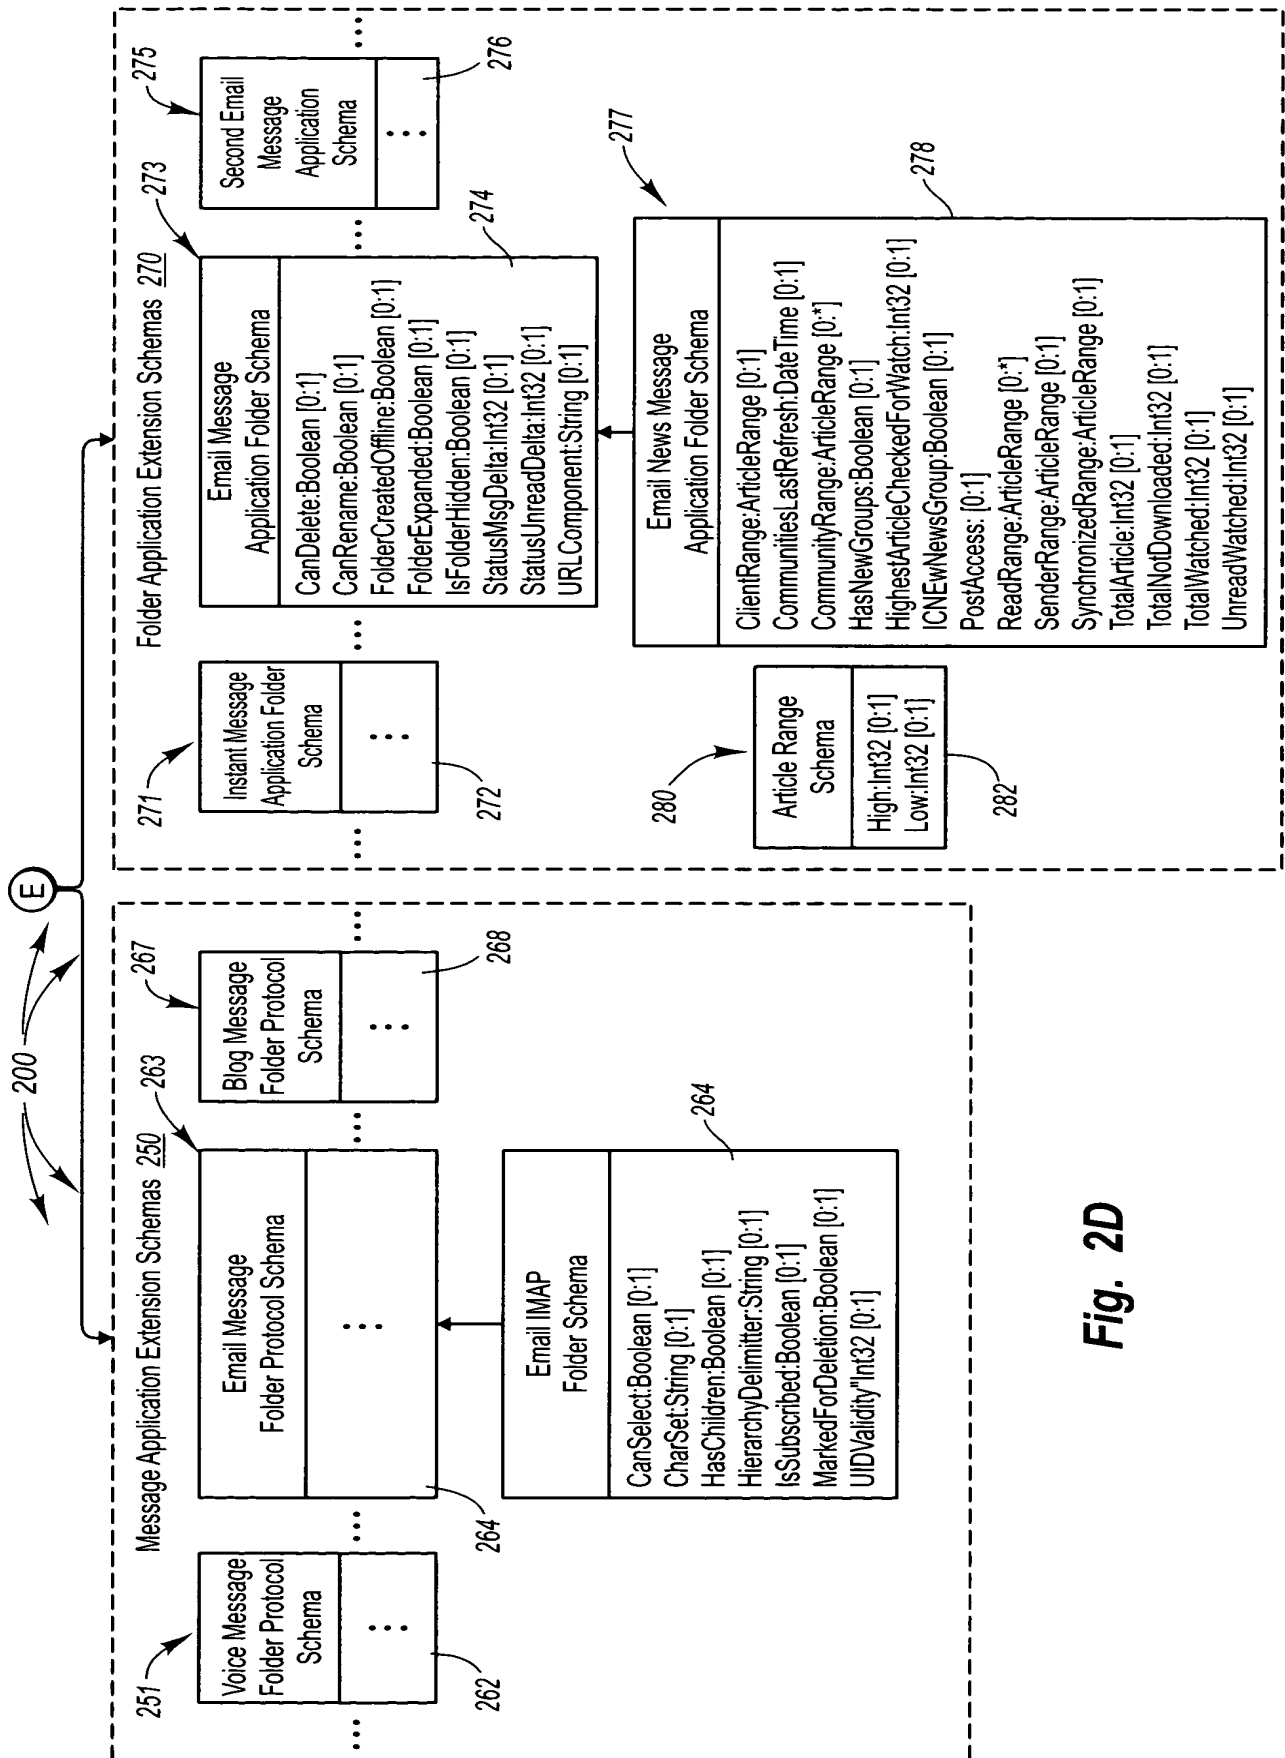 E
200
Message Application Extension Schemas 250
251
Voice Message
Folder Protocol
Schema
⋮
262
263
Email Message
Folder Protocol Schema
⋮
264
267
Blog Message
Folder Protocol
Schema
⋮
268
Email IMAP
Folder Schema
CanSelect:Boolean [0:1]
CharSet:String [0:1]
HasChildren:Boolean [0:1]
HierarchyDelimitter:String [0:1]
IsSubscribed:Boolean [0:1]
MarkedForDeletion:Boolean [0:1]
UIDValidity"Int32 [0:1]
264
Folder Application Extension Schemas 270
271
Instant Message
Application Folder
Schema
⋮
272
273
Email Message
Application Folder Schema
CanDelete:Boolean [0:1]
CanRename:Boolean [0:1]
FolderCreatedOffline:Boolean [0:1]
FolderExpanded:Boolean [0:1]
IsFolderHidden:Boolean [0:1]
StatusMsgDelta:Int32 [0:1]
StatusUnreadDelta:Int32 [0:1]
URLComponent:String [0:1]
274
275
Second Email
Message
Application
Schema
⋮
276
280
Article Range
Schema
High:Int32 [0:1]
Low:Int32 [0:1]
282
277
Email News Message
Application Folder Schema
ClientRange:ArticleRange [0:1]
CommunitiesLastRefresh:DateTime [0:1]
CommunityRange:ArticleRange [0:*]
HasNewGroups:Boolean [0:1]
HighestArticleCheckedForWatch:Int32 [0:1]
ICNEwNewsGroup:Boolean [0:1]
PostAccess: [0:1]
ReadRange:ArticleRange [0:*]
SenderRange:ArticleRange [0:1]
SynchronizedRange:ArticleRange [0:1]
TotalArticle:Int32 [0:1]
TotalNotDownloaded:Int32 [0:1]
TotalWatched:Int32 [0:1]
UnreadWatched:Int32 [0:1]
278
Fig. 2D